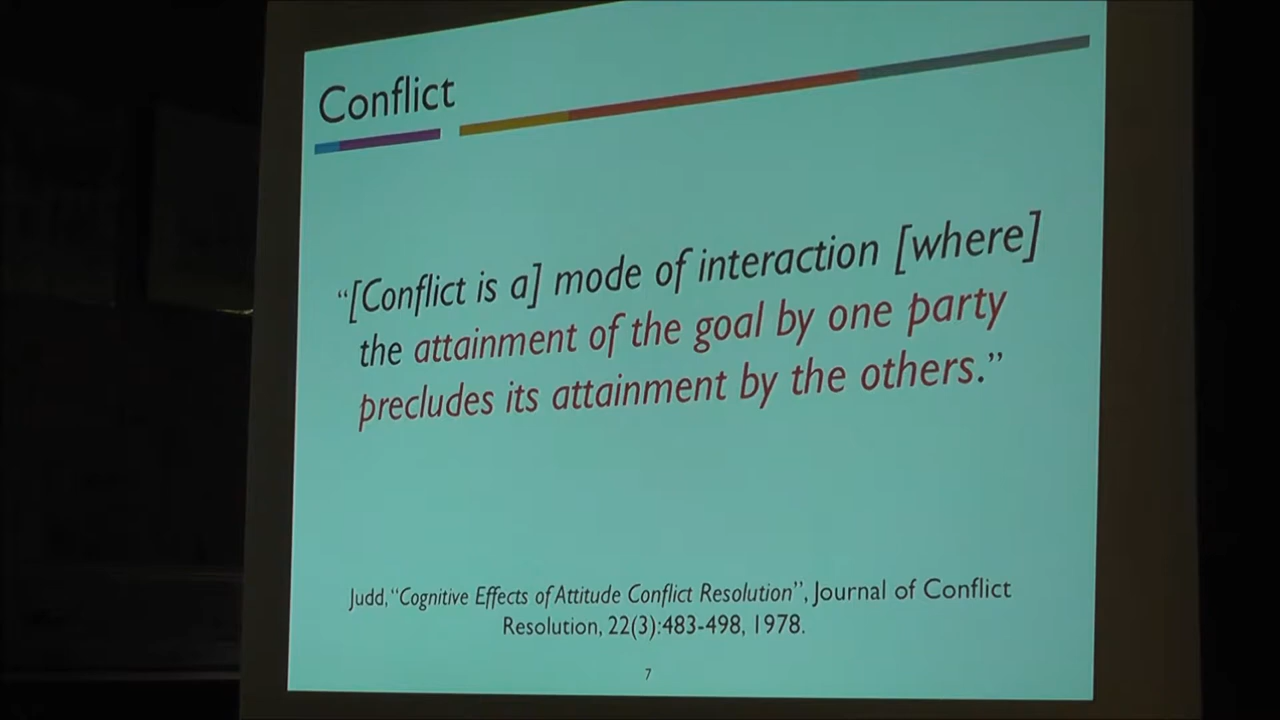 Conflict
“[Conflict is a] mode of interaction [where]
the attainment of the goal by one party
precludes its attainment by the others.”
Judd, “Cognitive Effects of Attitude Conflict Resolution”, Journal of Conflict
Resolution, 22(3):483-498, 1978.
7